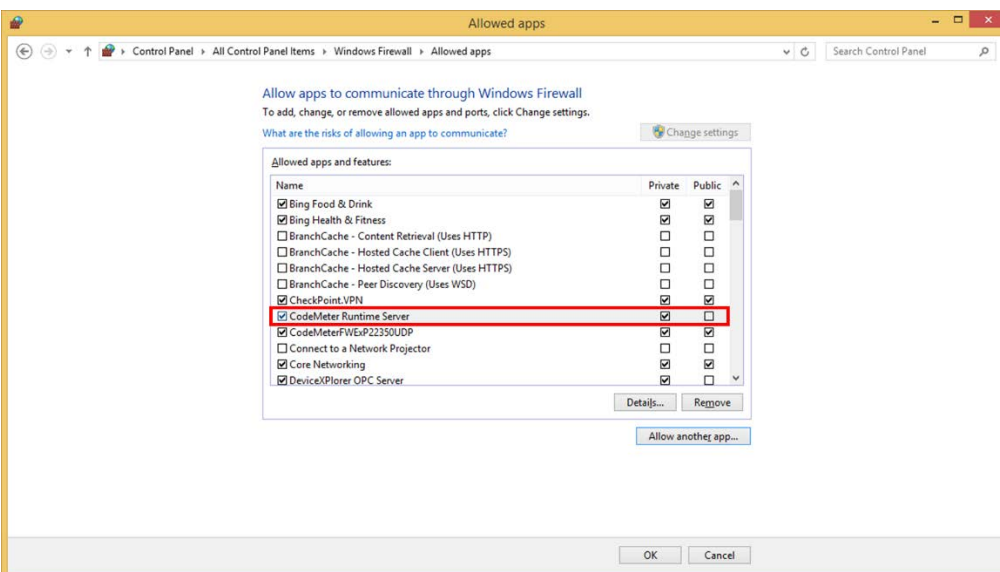 Allowed apps
Control Panel Allowed apps All Control Panel Items Windows Firewall Allowed apps
Search Control Panel
Allow apps to communicate through Windows Firewall
To add, change, or remove allowed apps and ports, click Change settings.
What are the risks of allowing an app to communicate?
Change settings
Allowed apps and features:
Name Private Public
Bing Food & Drink
Bing Health & Fitness
BranchCache - Content Retrieval (Uses HTTP)
BranchCache - Hosted Cache Client (Uses HTTPS)
BranchCache - Hosted Cache Server (Uses HTTPS)
BranchCache - Peer Discovery (Uses WSD)
CheckPoint.VPN
CodeMeter Runtime Server
CodeMeterFWExP22350UDP
Connect to a Network Projector
Core Networking
DeviceXPlorer OPC Server
Details... Remove
Allow another app...
OK Cancel